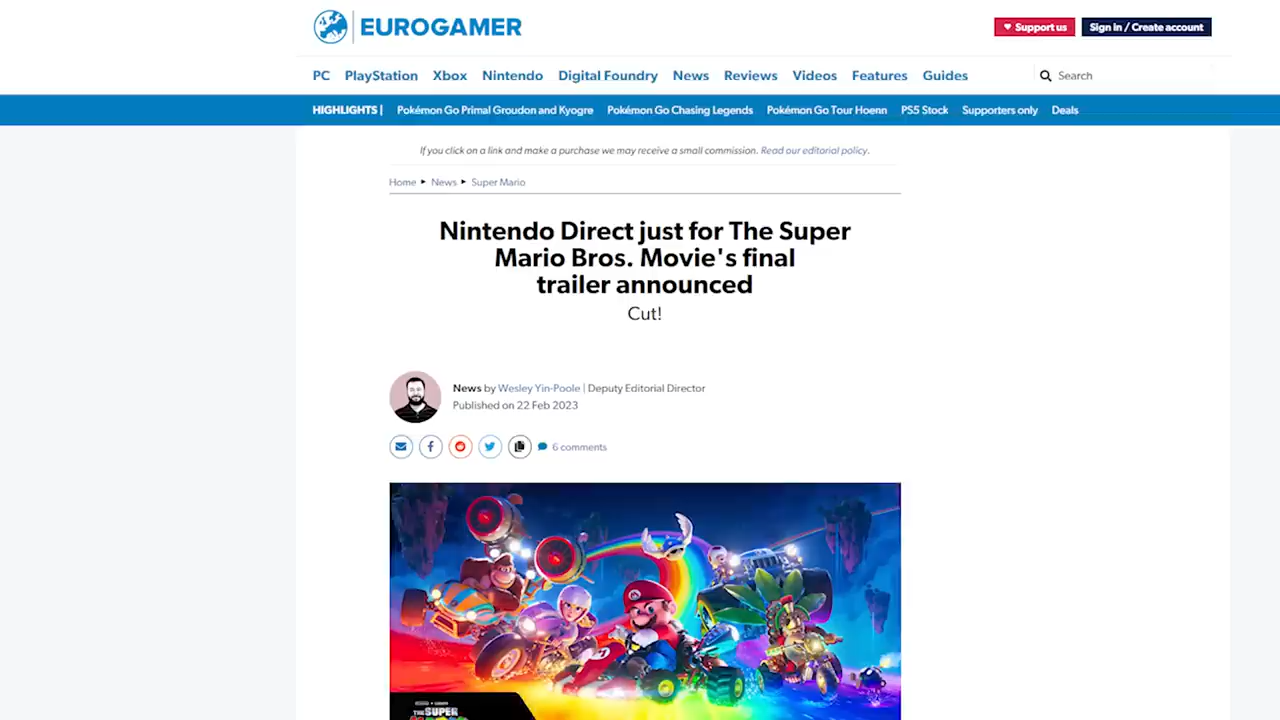 EUROGAMER
Support us
Sign in / Create account
PC PlayStation Xbox Nintendo Digital Foundry News Reviews Videos Features Guides
Search
HIGHLIGHTS | Pokémon Go Primal Groudon and Kyogre Pokémon Go Chasing Legends Pokémon Go Tour Hoenn PS5 Stock Supporters only Deals
If you click on a link and make a purchase we may receive a small commission. Read our editorial policy.
Home ▸ News ▸ Super Mario
Nintendo Direct just for The Super
Mario Bros. Movie's final
trailer announced
Cut!
News by Wesley Yin-Poole | Deputy Editorial Director
Published on 22 Feb 2023
6 comments
THE SUPER